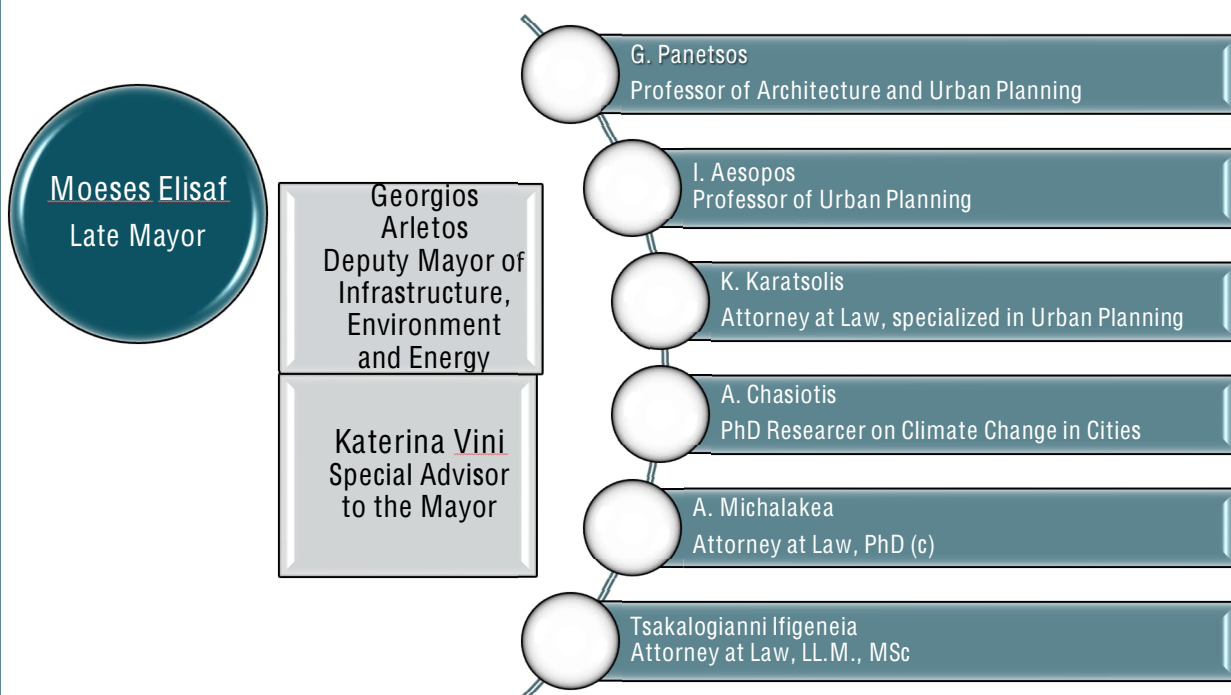 Moeses Elisaf
Late Mayor
Georgios
Arletos
Deputy Mayor of
Infrastructure,
Environment
and Energy
Katerina Vini
Special Advisor
to the Mayor
G. Panetsos
Professor of Architecture and Urban Planning
I. Aesopos
Professor of Urban Planning
K. Karatsolis
Attorney at Law, specialized in Urban Planning
A. Chasiotis
PhD Researcer on Climate Change in Cities
A. Michalakea
Attorney at Law, PhD (c)
Tsakalogianni Ifigeneia
Attorney at Law, LL.M., MSc